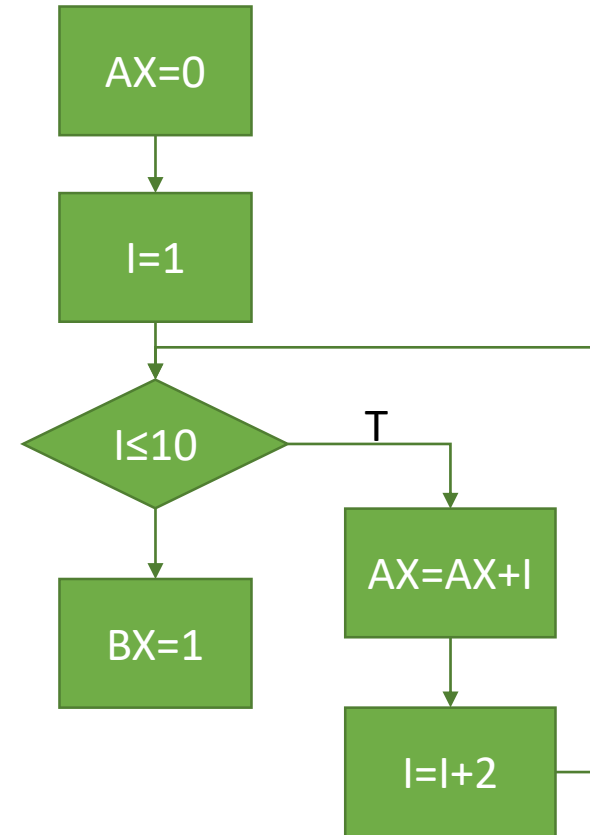 AX=0
I=1
I≤10
T
AX=AX+I
BX=1
I=I+2